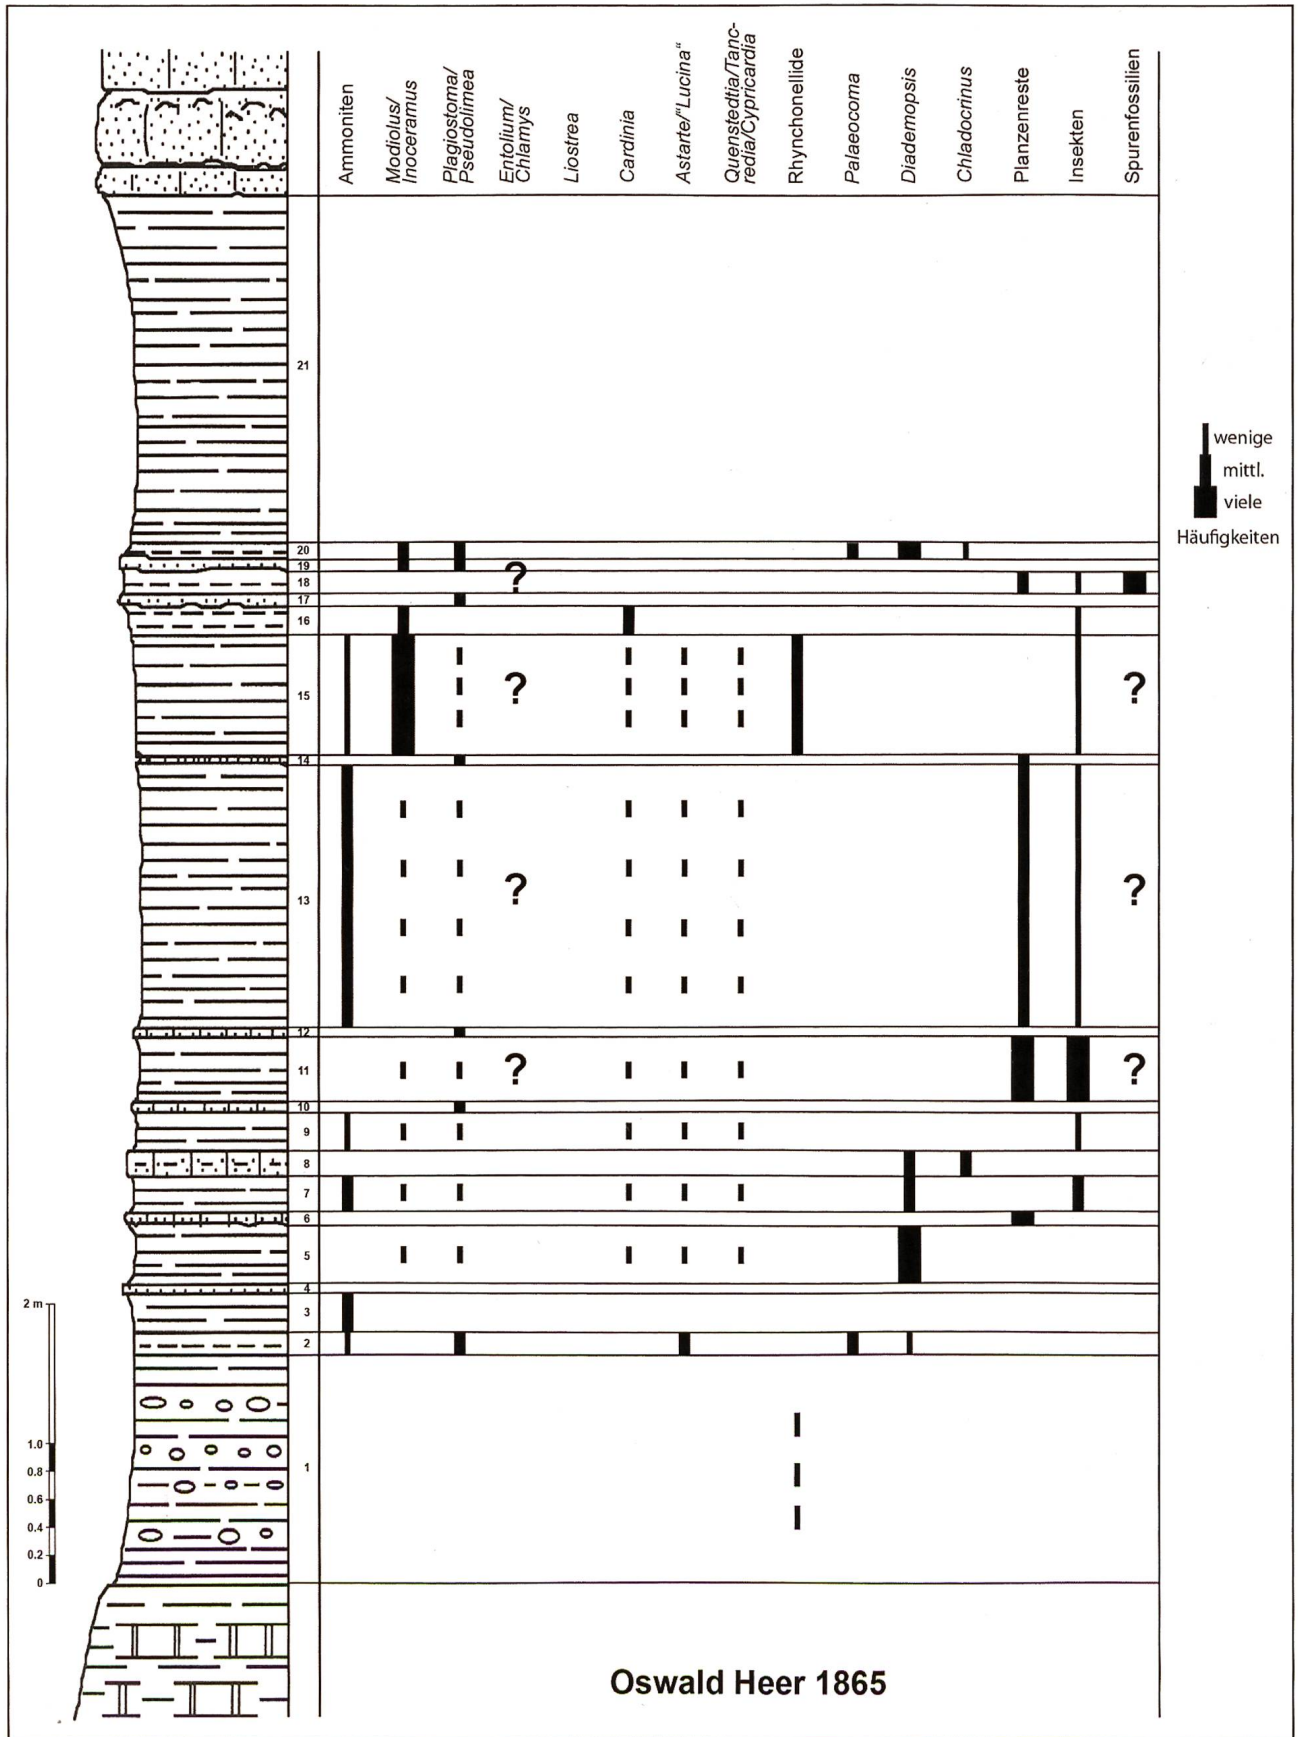 Ammoniten
Modiolus/
Inoceramus
Plagiostoma/
Pseudolimea
Entolium/
Chlamys
Liostrea
Cardinia
Astarte/"Lucina"
Quenstedtia/Tanc-
redia/Cypricardia
Rhynchonellide
Palaeocoma
Diademopsis
Chladocrinus
Planzenreste
Insekten
Spurenfossilien
21
wenige
mittl.
viele
Häufigkeiten
20
19
?
18
17
16
15
?
?
14
13
?
?
12
11
?
?
10
9
8
7
6
5
4
2 m
3
2
1.0
0.8
1
0.6
0.4
0.2
0
Oswald Heer 1865